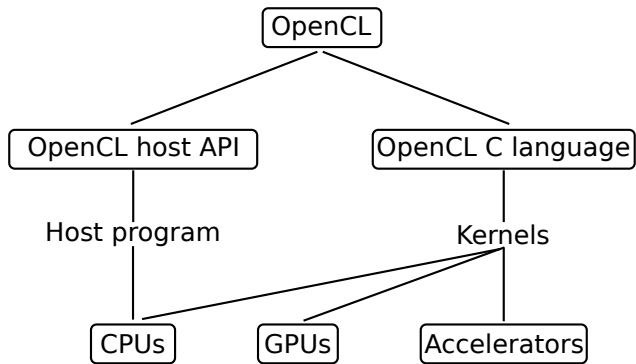 OpenCL
OpenCL host API
OpenCL C language
Host program
Kernels
CPUs
GPUs
Accelerators